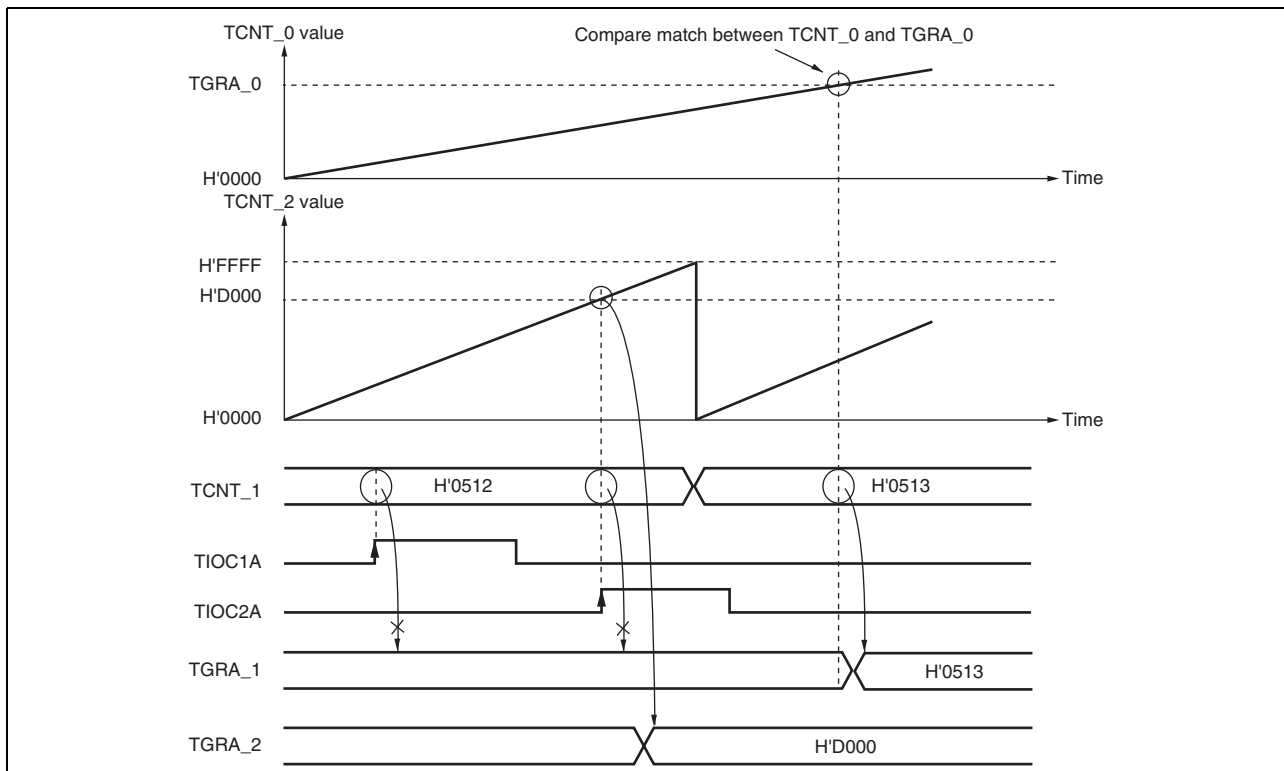 TCNT_0 value
Compare match between TCNT_0 and TGRA_0
TGRA_0
H'0000
Time
TCNT_2 value
H'FFFF
H'D000
H'0000
Time
TCNT_1
H'0512
H'0513
TIOC1A
TIOC2A
TGRA_1
H'0513
TGRA_2
H'D000